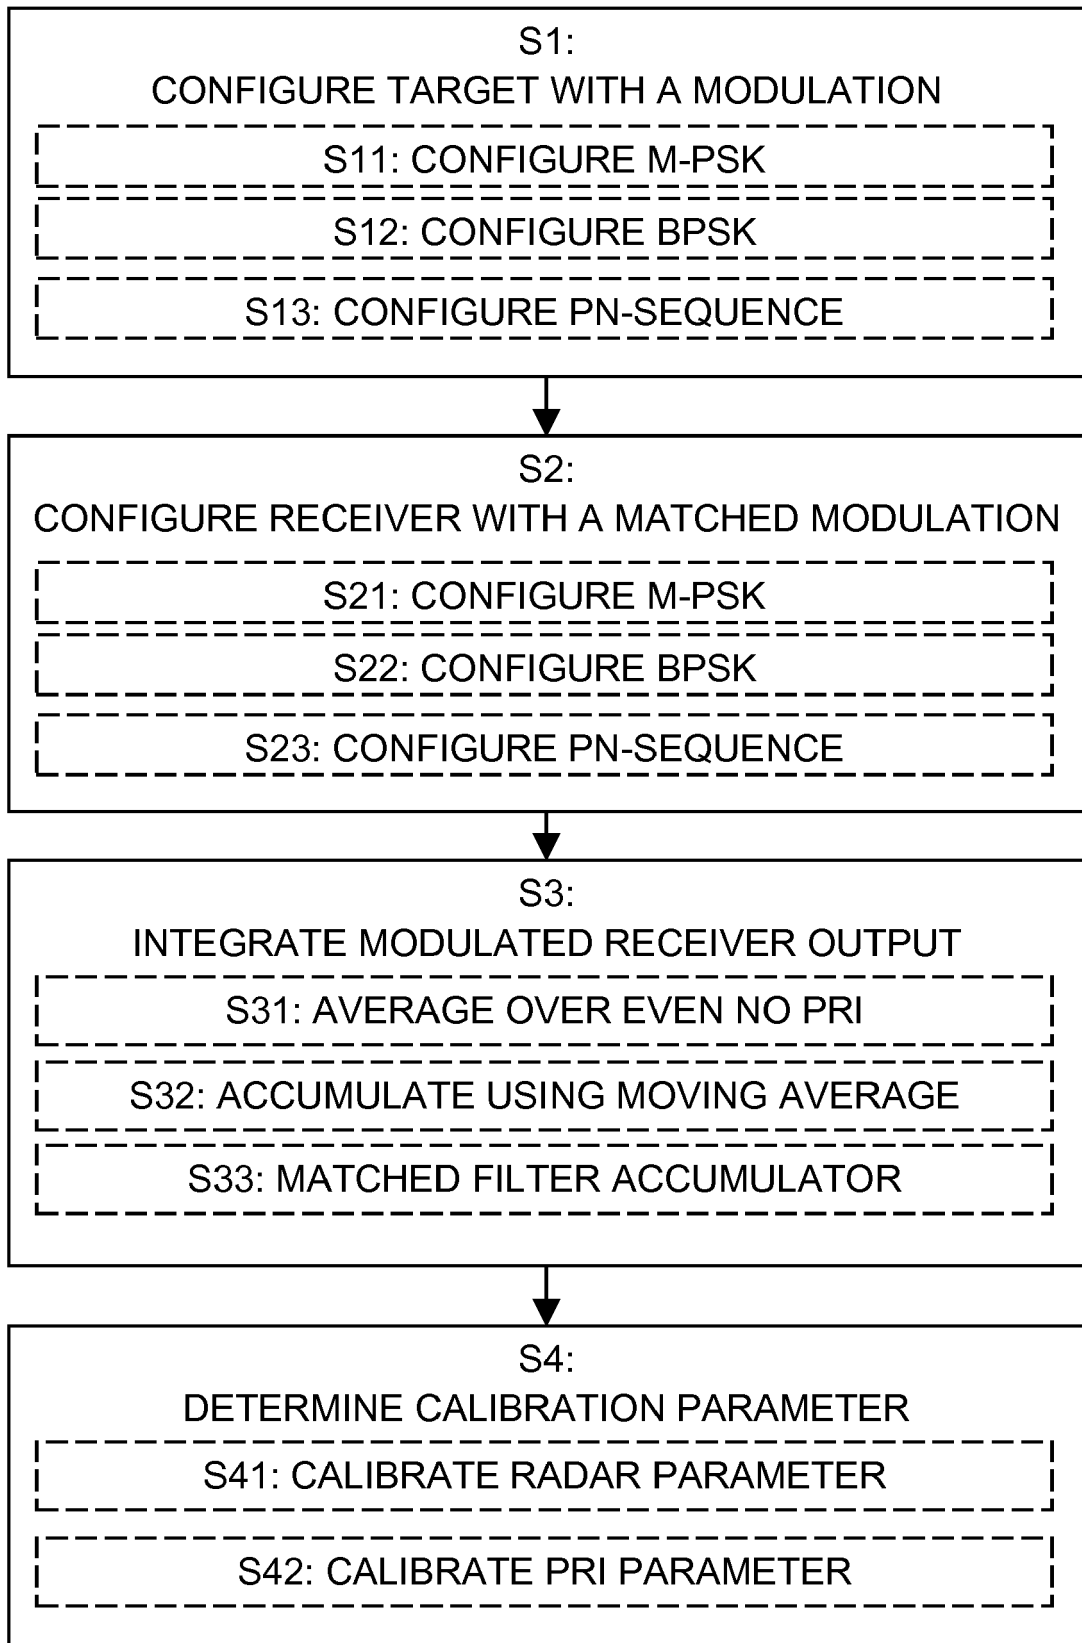 S1:
CONFIGURE TARGET WITH A MODULATION
S11: CONFIGURE M-PSK
S12: CONFIGURE BPSK
S13: CONFIGURE PN-SEQUENCE
S2:
CONFIGURE RECEIVER WITH A MATCHED MODULATION
S21: CONFIGURE M-PSK
S22: CONFIGURE BPSK
S23: CONFIGURE PN-SEQUENCE
S3:
INTEGRATE MODULATED RECEIVER OUTPUT
S31: AVERAGE OVER EVEN NO PRI
S32: ACCUMULATE USING MOVING AVERAGE
S33: MATCHED FILTER ACCUMULATOR
S4:
DETERMINE CALIBRATION PARAMETER
S41: CALIBRATE RADAR PARAMETER
S42: CALIBRATE PRI PARAMETER